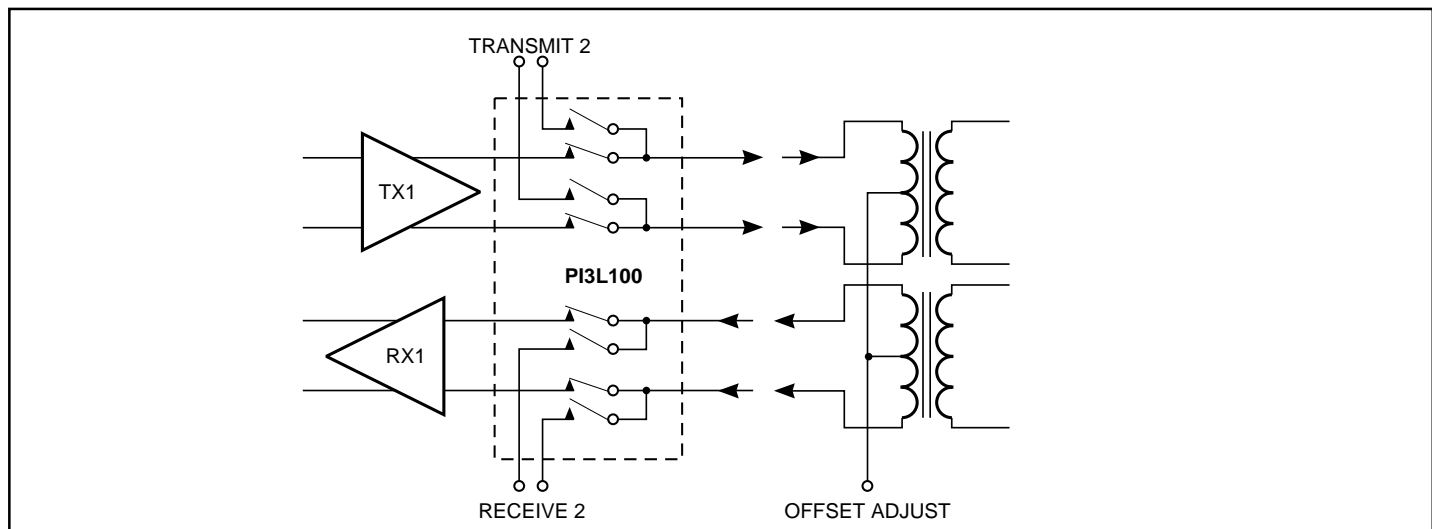 TRANSMIT 2
TX1
PI3L100
RX1
RECEIVE 2
OFFSET ADJUST